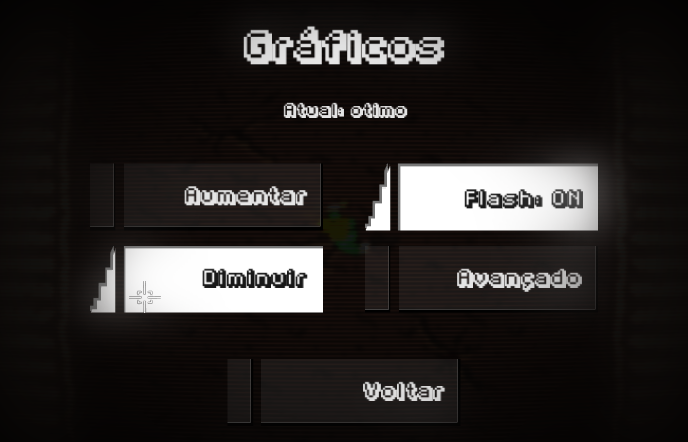 Gráficos
Atual: otimo
Aumentar
Flash: ON
Diminuir
Avançado
Voltar